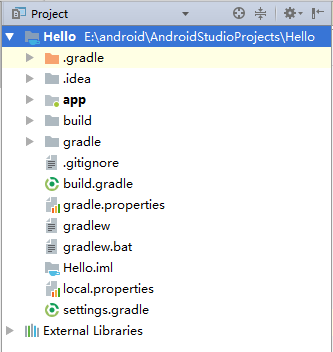 Project
Hello E:\android\AndroidStudioProjects\Hello
.gradle
.idea
app
build
gradle
.gitignore
build.gradle
gradle.properties
gradlew
gradlew.bat
Hello.iml
local.properties
settings.gradle
External Libraries